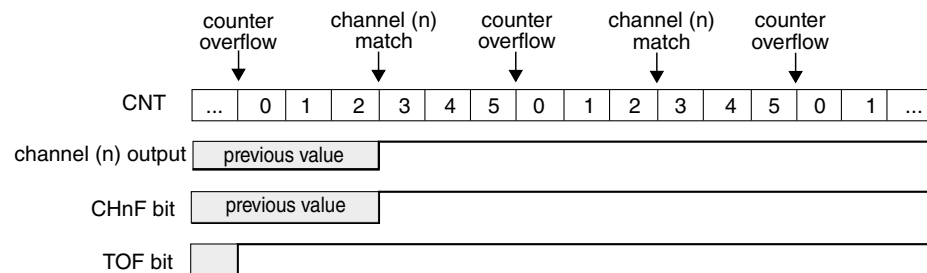 counter overflow
channel (n) match
counter overflow
channel (n) match
counter overflow
CNT ... 0 1 2 3 4 5 0 1 2 3 4 5 0 1 ...
channel (n) output previous value
CHnF bit previous value
TOF bit